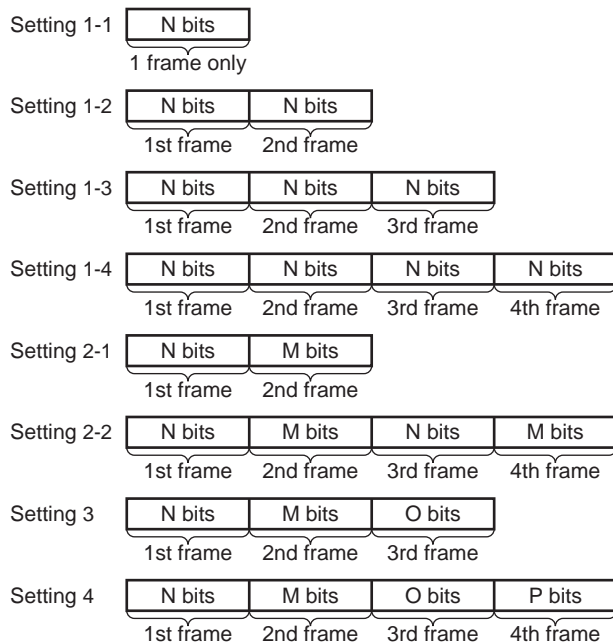 Setting 1-1 N bits
1 frame only
Setting 1-2 N bits N bits
1st frame 2nd frame
Setting 1-3 N bits N bits N bits
1st frame 2nd frame 3rd frame
Setting 1-4 N bits N bits N bits N bits
1st frame 2nd frame 3rd frame 4th frame
Setting 2-1 N bits M bits
1st frame 2nd frame
Setting 2-2 N bits M bits N bits M bits
1st frame 2nd frame 3rd frame 4th frame
Setting 3 N bits M bits O bits
1st frame 2nd frame 3rd frame
Setting 4 N bits M bits O bits P bits
1st frame 2nd frame 3rd frame 4th frame